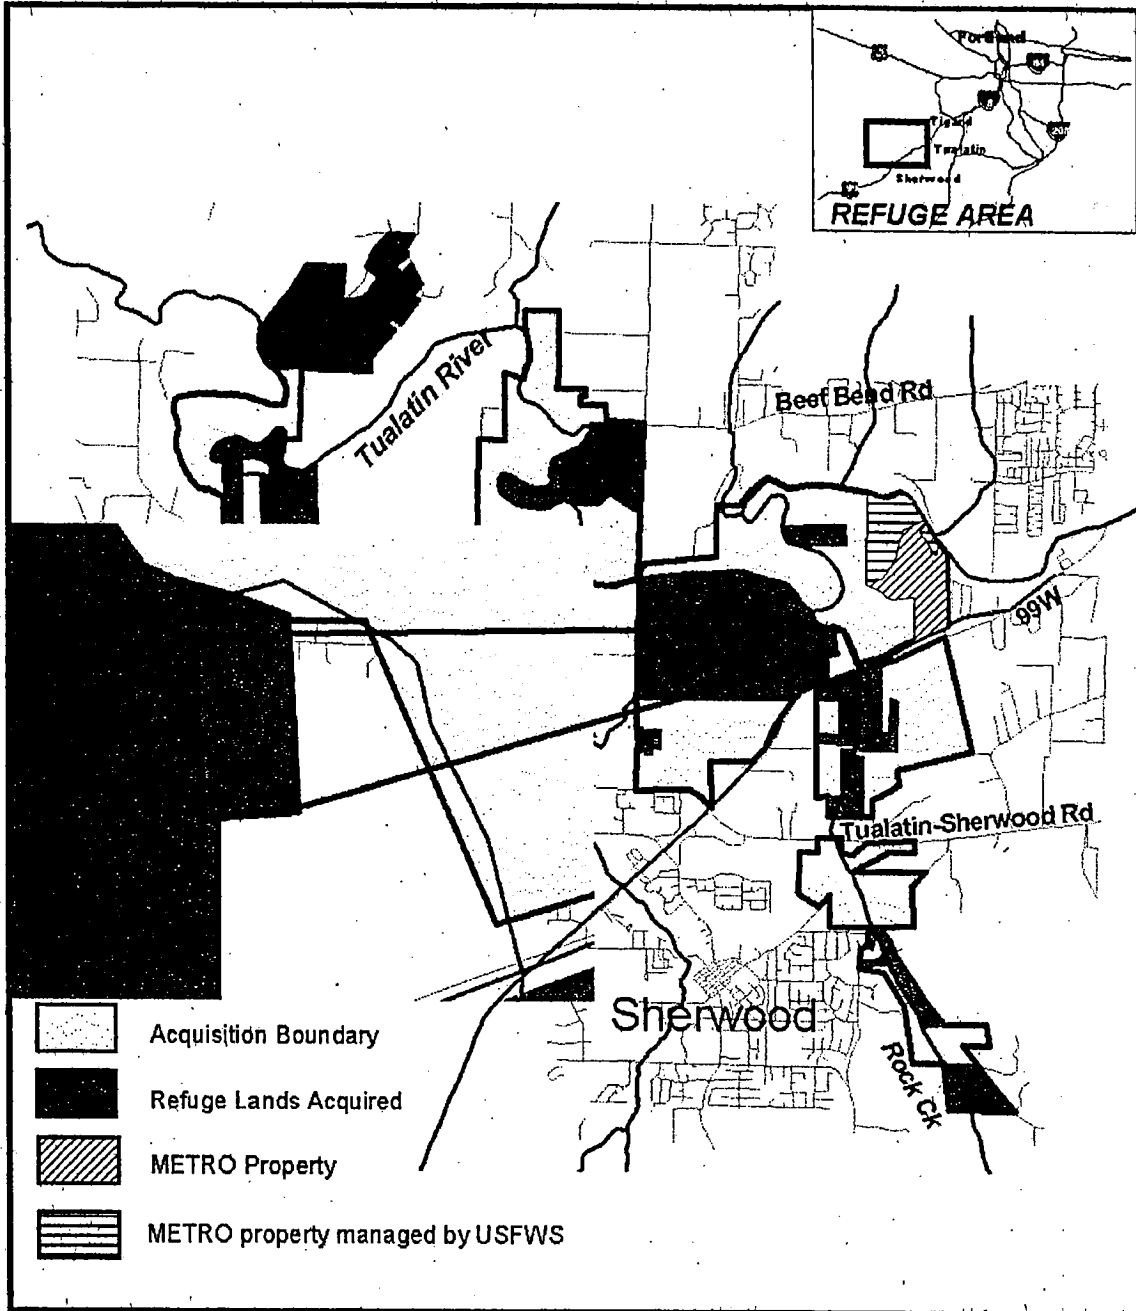 Portland
Tigard
Tualatin
Sherwood
REFUGE AREA
Tualatin River
Beef Bend Rd
99W
Tualatin-Sherwood Rd
Sherwood
Rock Ck
Acquisition Boundary
Refuge Lands Acquired
METRO Property
METRO property managed by USFWS